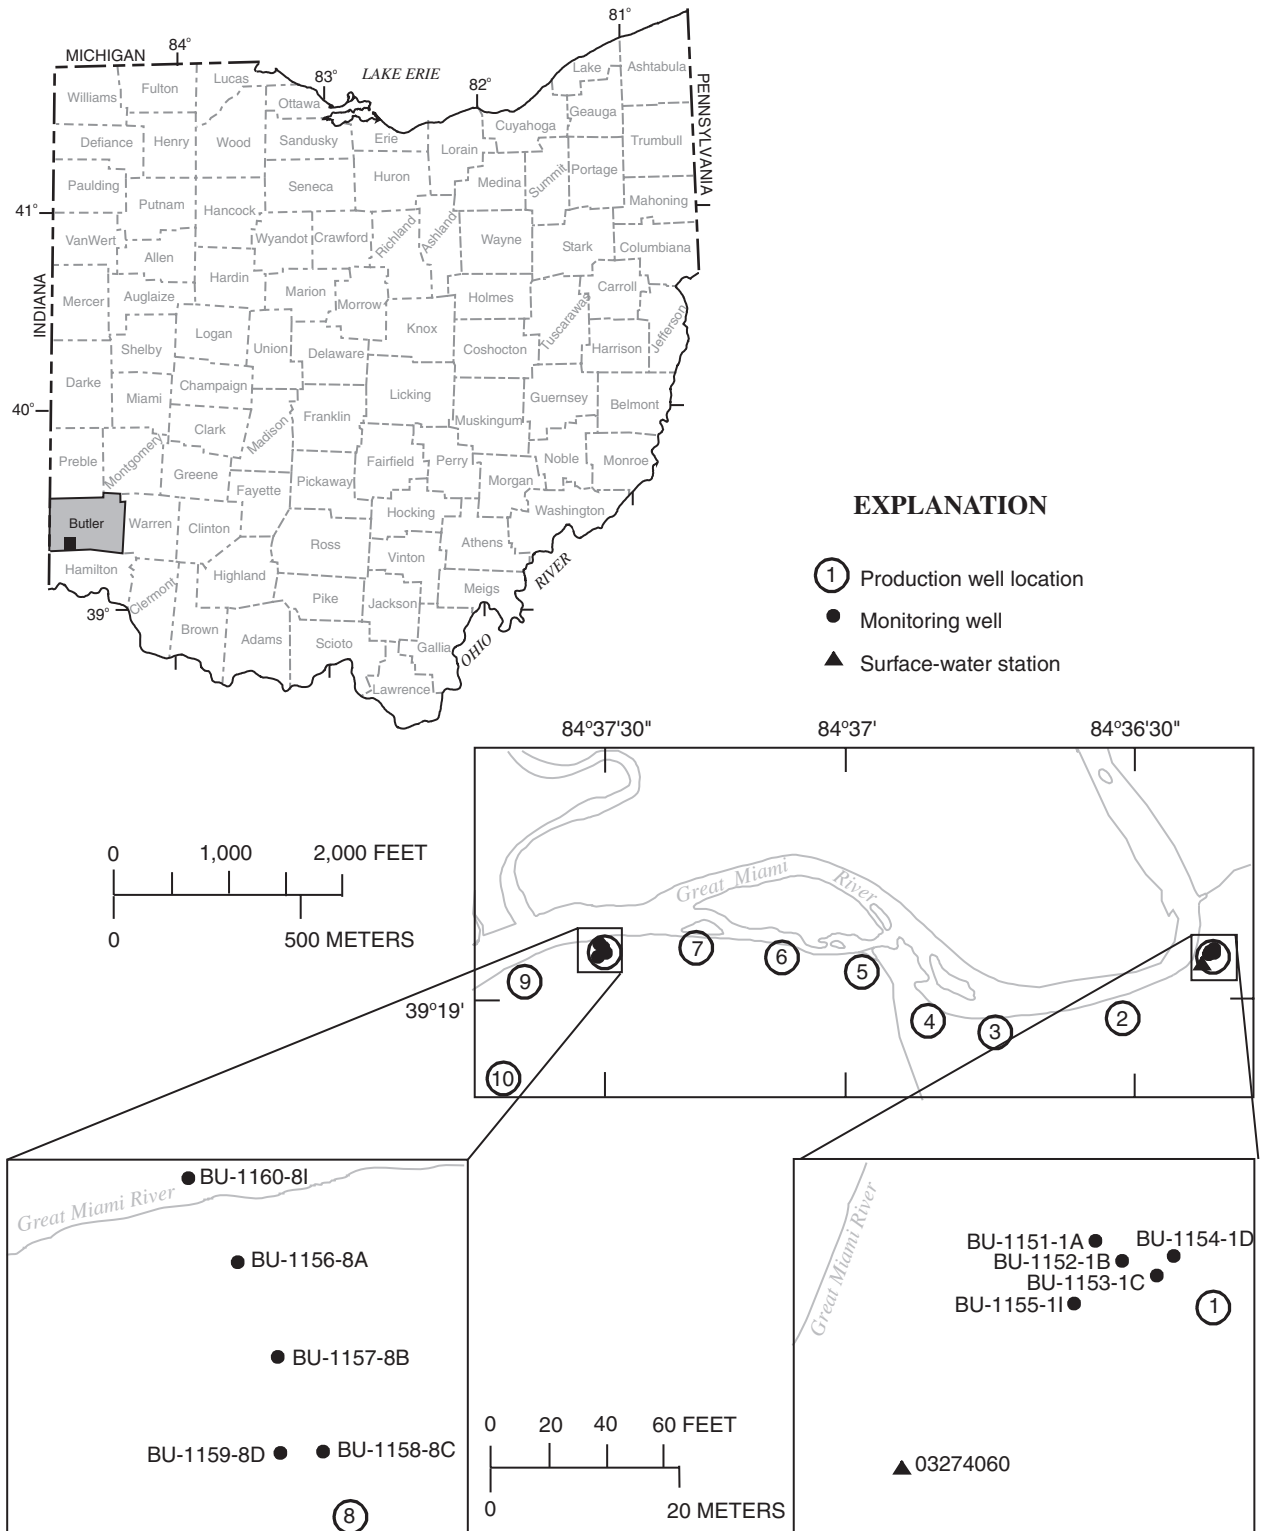 81°
84°
MICHIGAN
83°
LAKE ERIE
82°
Lucas
Lake
Ashtabula
Williams
Fulton
Ottawa
Geauga
PENNSYLVANIA
Cuyahoga
Defiance
Henry
Wood
Sandusky
Erie
Lorain
Trumbull
Paulding
Seneca
Huron
Medina
Summit
Portage
41°
Putnam
Hancock
Mahoning
VanWert
Wyandot
Crawford
Richland
Ashland
Wayne
Stark
Columbiana
Allen
INDIANA
Mercer
Auglaize
Hardin
Marion
Morrow
Holmes
Tuscarawas
Carroll
Jefferson
Logan
Knox
Shelby
Union
Delaware
Coshocton
Harrison
Darke
Miami
Champaign
Licking
Guernsey
Belmont
40°
Clark
Madison
Franklin
Muskingum
Preble
Montgomery
Greene
Fayette
Pickaway
Fairfield
Perry
Morgan
Noble
Monroe
Butler
Warren
Clinton
Hocking
Washington
Ross
Vinton
Athens
Hamilton
Clermont
Highland
Pike
Jackson
Meigs
RIVER
39°
Brown
Adams
Scioto
Gallia
OHIO
Lawrence
EXPLANATION
1 Production well location
Monitoring well
Surface-water station
84°37'30"
84°37'
84°36'30"
0 1,000 2,000 FEET
0 500 METERS
Great Miami River
9
7
6
5
4
3
2
10
39°19'
BU-1160-8I
Great Miami River
BU-1156-8A
BU-1157-8B
BU-1159-8D
BU-1158-8C
8
0 20 40 60 FEET
0 20 METERS
Great Miami River
BU-1151-1A
BU-1154-1D
BU-1152-1B
BU-1153-1C
BU-1155-1I
1
03274060